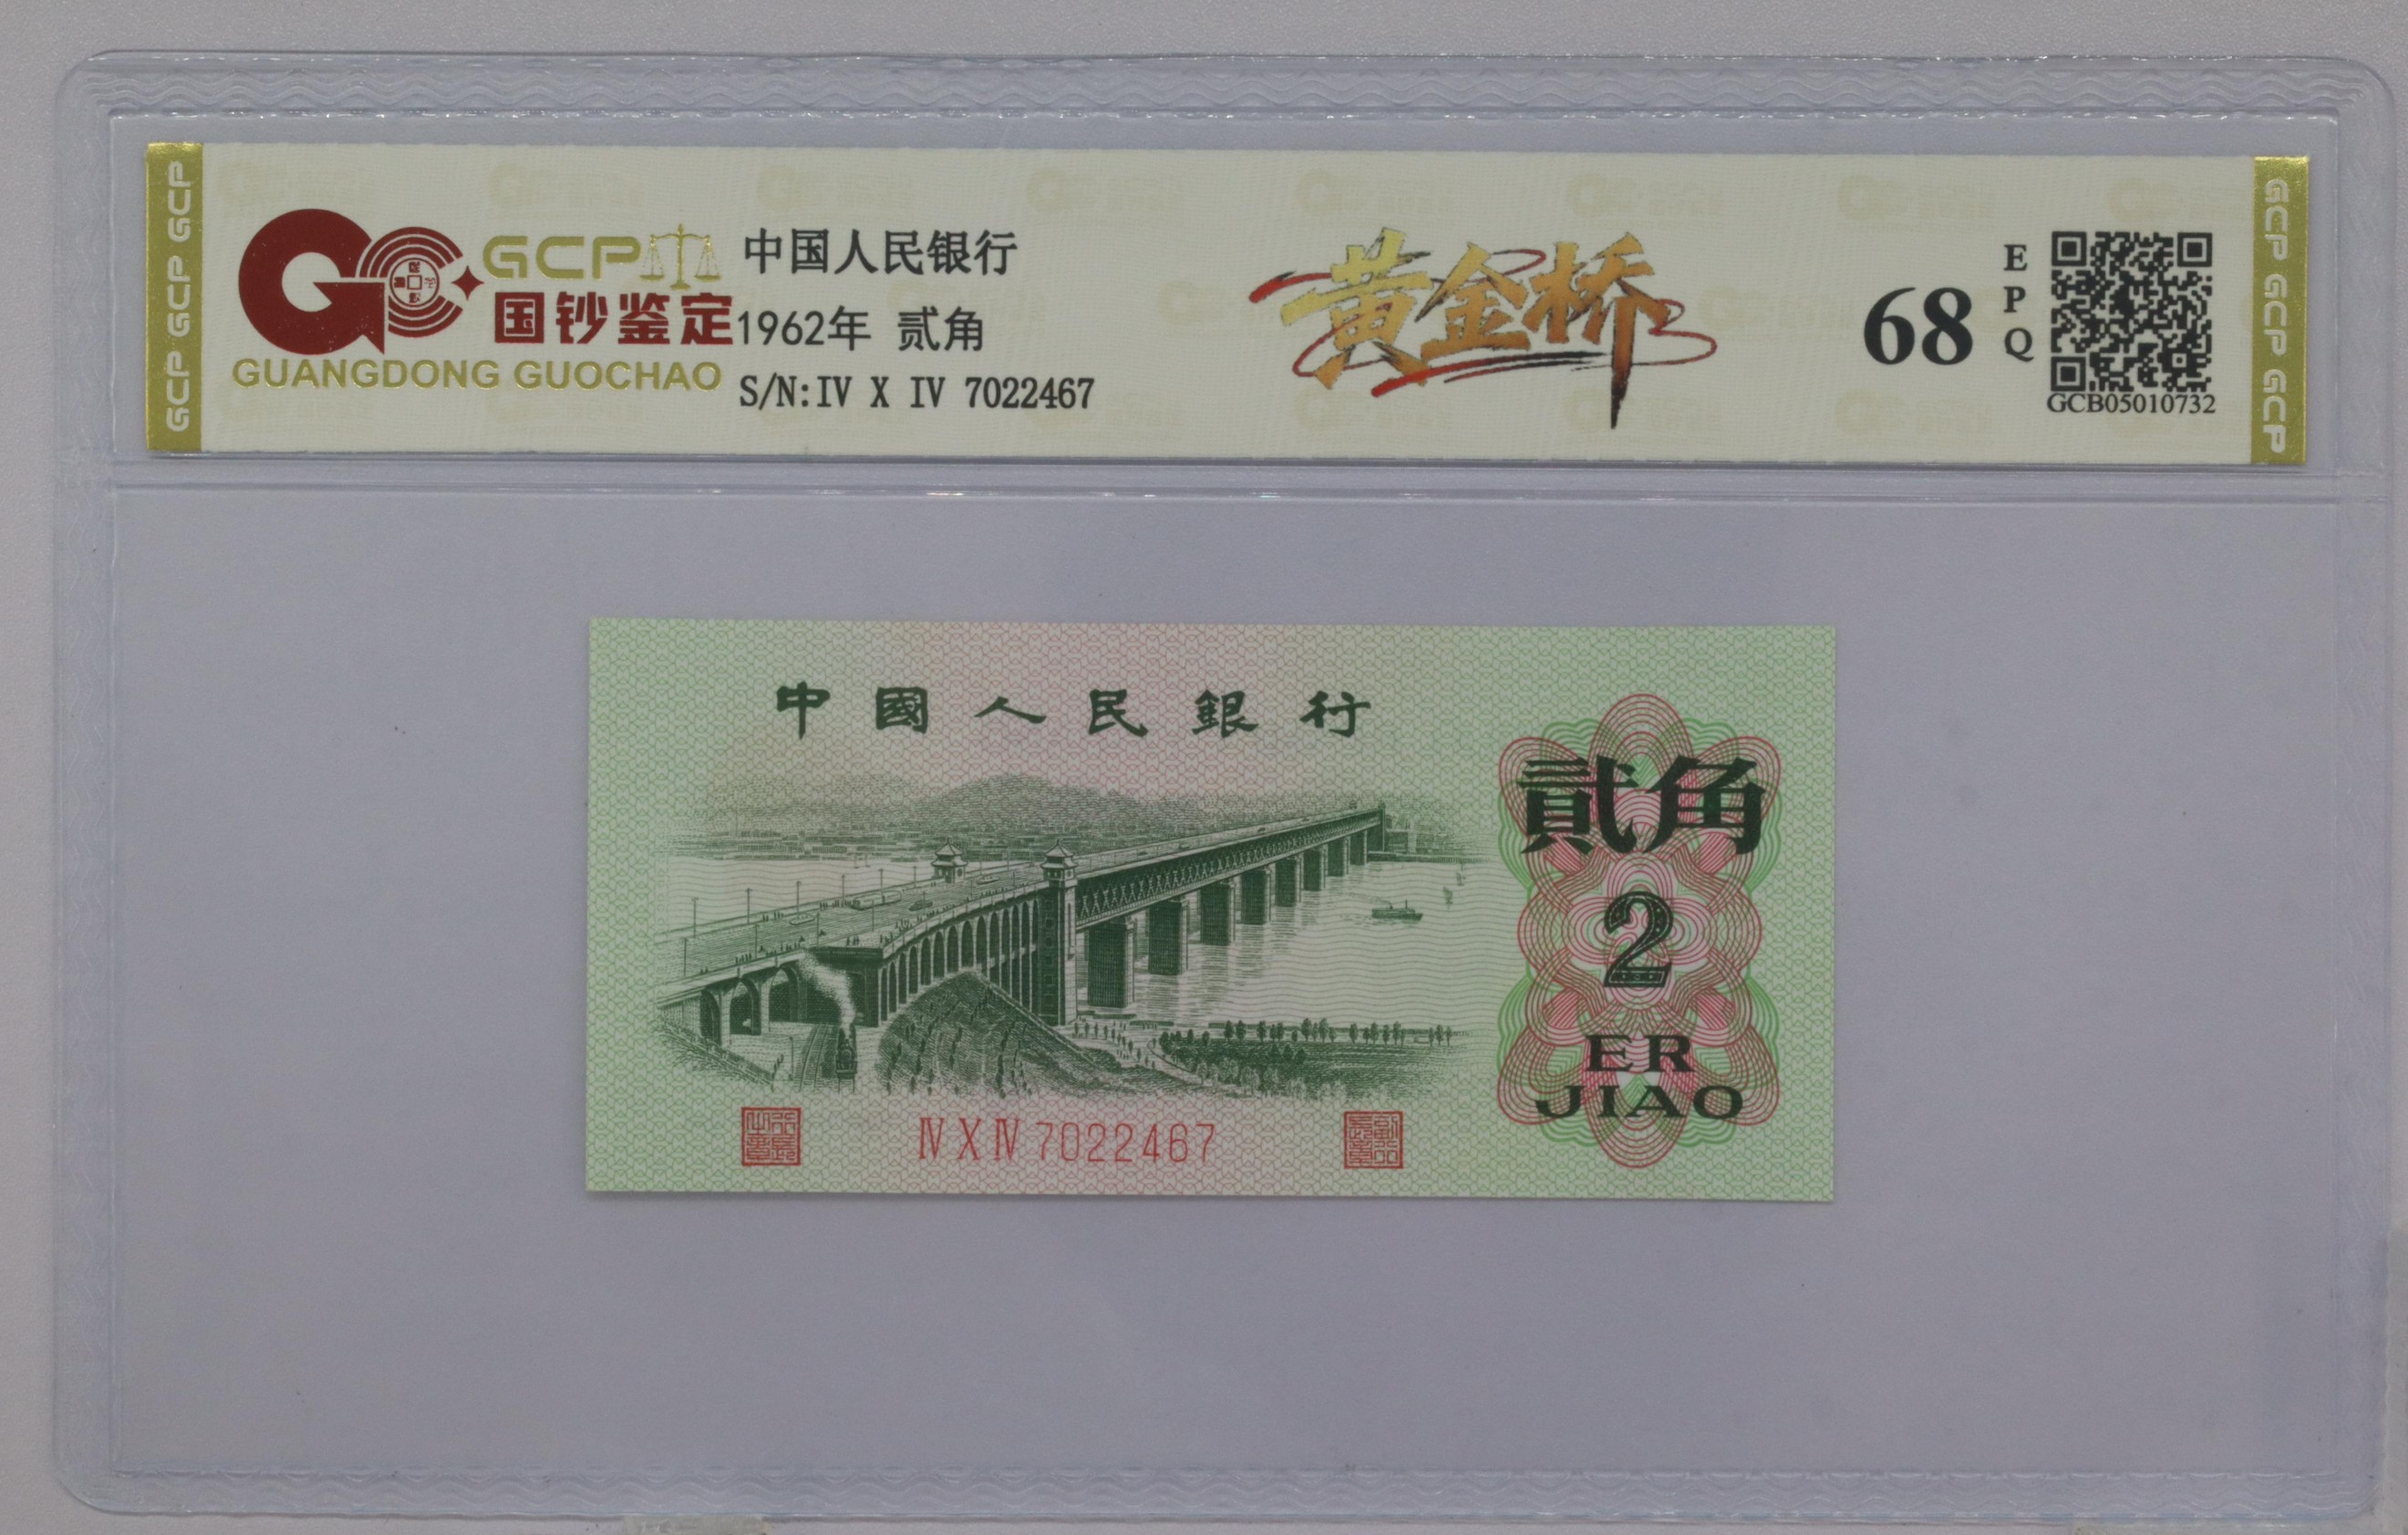 GCP GCP GCP
GCP
国钞鉴定
GUANGDONG GUOCHAO
中国人民银行
1962年 贰角
S/N:IV X IV 7022467
黄金桥
68
EPQ
GCB05010732
GCP GCP GCP
中國人民銀行
貳角
2
ER
JIAO
IV X IV 7022467